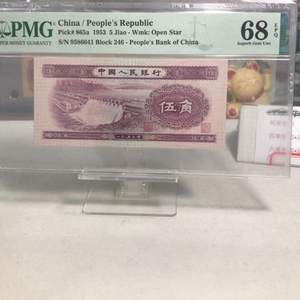 PMG
China / People's Republic
Pick# 865a 1953 5 Jiao - Wmk: Open Star
S/N 9586641 Block 246 - People's Bank of China
68 EPQ
Superb Gem Unc
中国人民银行
伍角